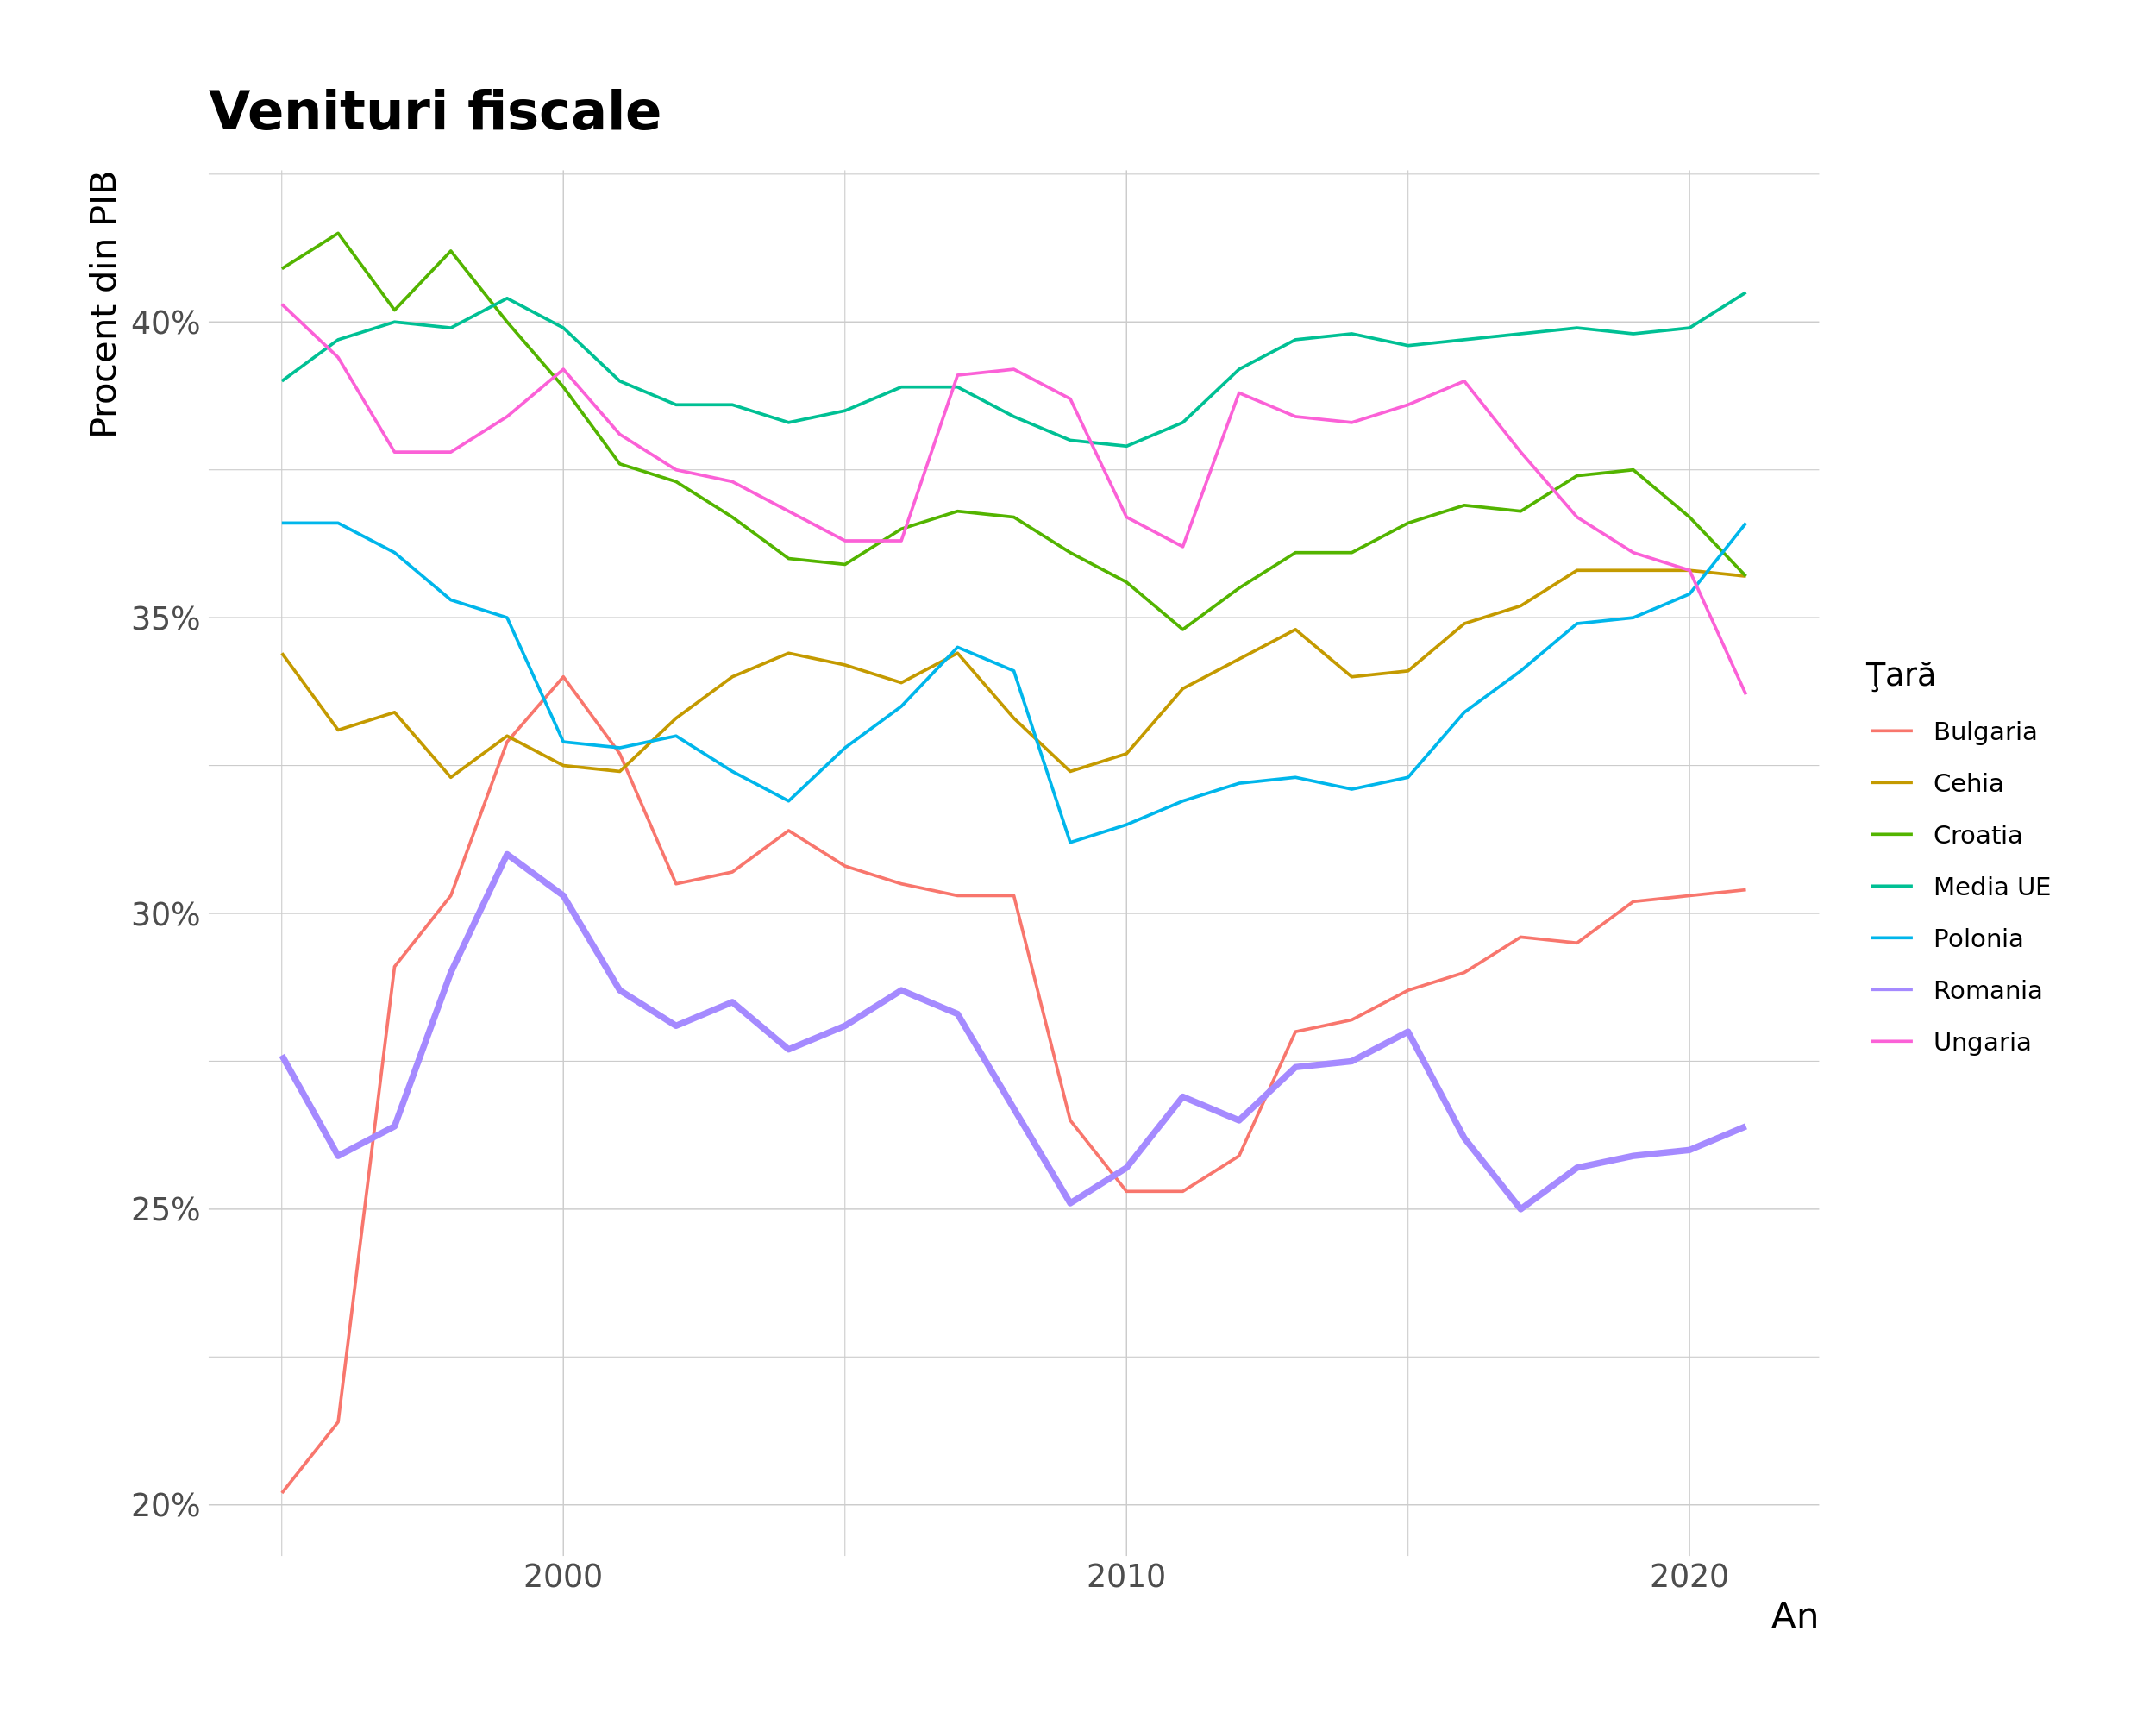 Venituri fiscale
Procent din PIB
40%
35%
30%
25%
20%
2000
2010
2020
An
Ţară
Bulgaria
Cehia
Croatia
Media UE
Polonia
Romania
Ungaria